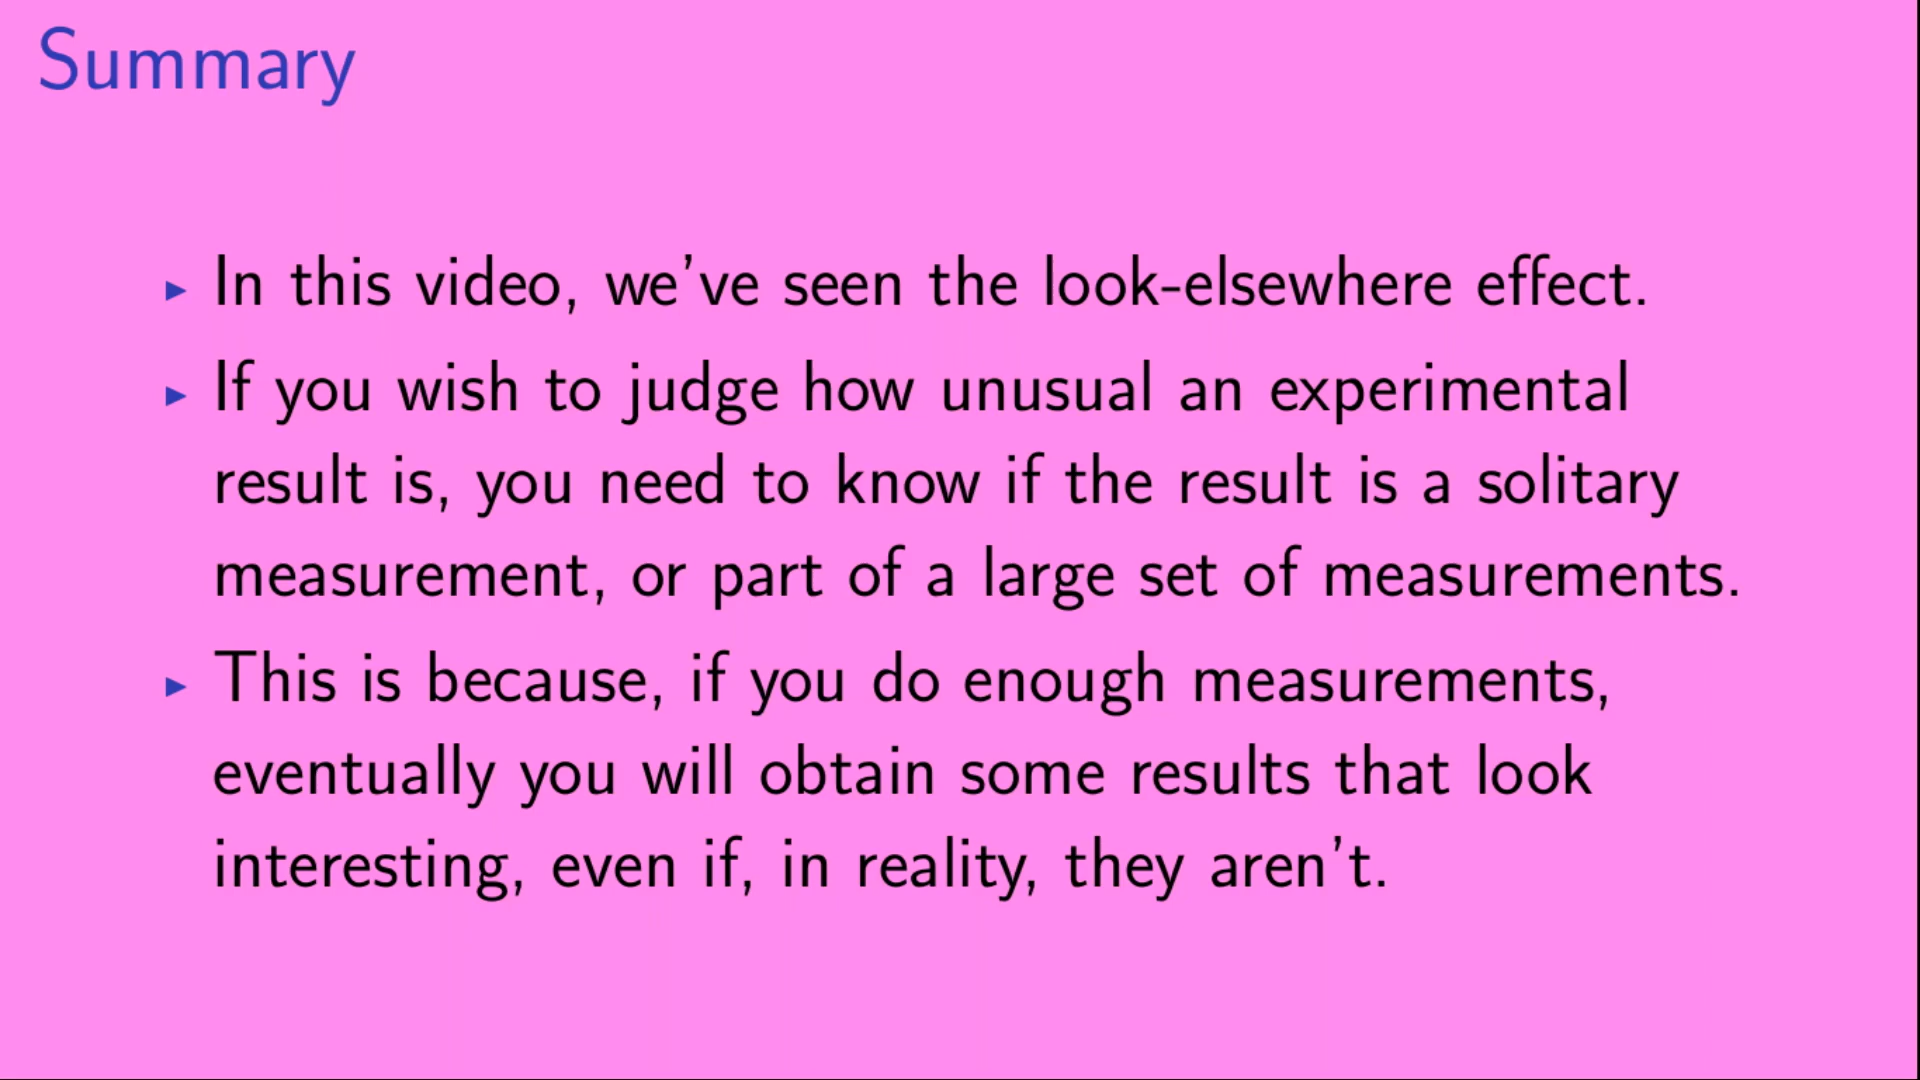 Summary
▸ In this video, we've seen the look-elsewhere effect.
▸ If you wish to judge how unusual an experimental
result is, you need to know if the result is a solitary
measurement, or part of a large set of measurements.
▸ This is because, if you do enough measurements,
eventually you will obtain some results that look
interesting, even if, in reality, they aren't.